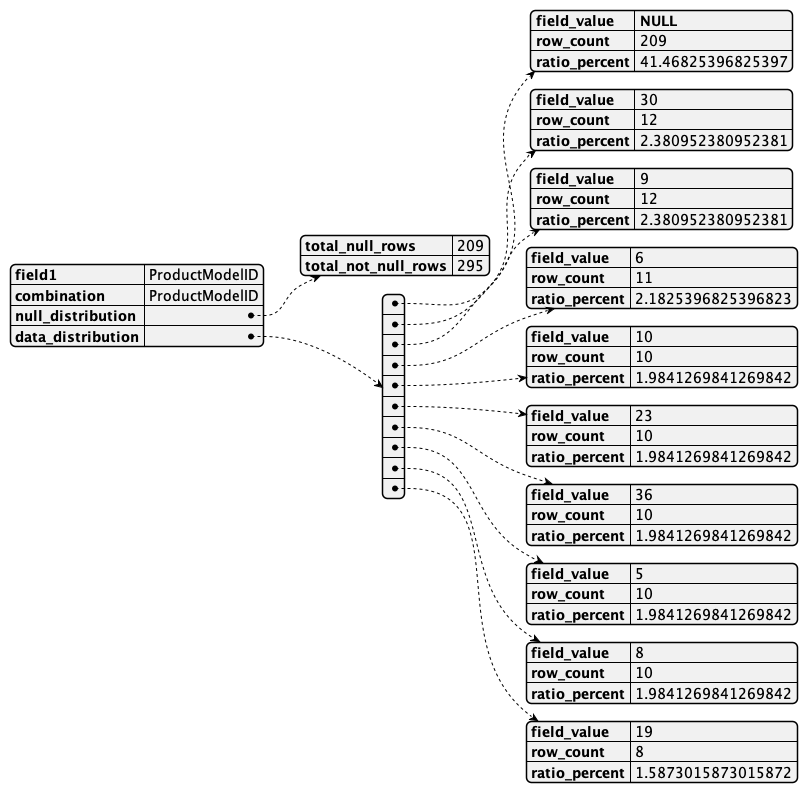 field1 ProductModelID
combination ProductModelID
null_distribution
data_distribution
total_null_rows 209
total_not_null_rows 295
field_value NULL
row_count 209
ratio_percent 41.46825396825397
field_value 30
row_count 12
ratio_percent 2.380952380952381
field_value 9
row_count 12
ratio_percent 2.380952380952381
field_value 6
row_count 11
ratio_percent 2.1825396825396823
field_value 10
row_count 10
ratio_percent 1.9841269841269842
field_value 23
row_count 10
ratio_percent 1.9841269841269842
field_value 36
row_count 10
ratio_percent 1.9841269841269842
field_value 5
row_count 10
ratio_percent 1.9841269841269842
field_value 8
row_count 10
ratio_percent 1.9841269841269842
field_value 19
row_count 8
ratio_percent 1.5873015873015872